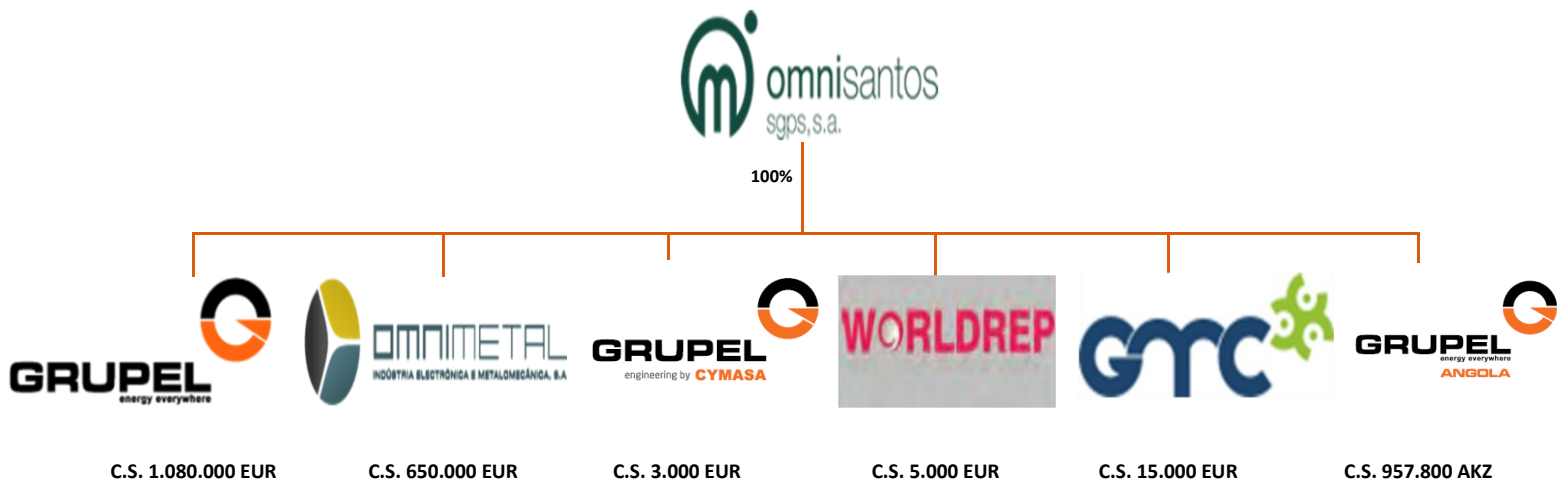 omnisantos
sgps, s.a.
100%
GRUPEL
energy everywhere
OMNIMETAL
INDÚSTRIA ELECTRÓNICA E METALOMECÂNICA, S.A
GRUPEL
engineering by CYMASA
WORLDREP
GTC
GRUPEL
energy everywhere
ANGOLA
C.S. 1.080.000 EUR
C.S. 650.000 EUR
C.S. 3.000 EUR
C.S. 5.000 EUR
C.S. 15.000 EUR
C.S. 957.800 AKZ